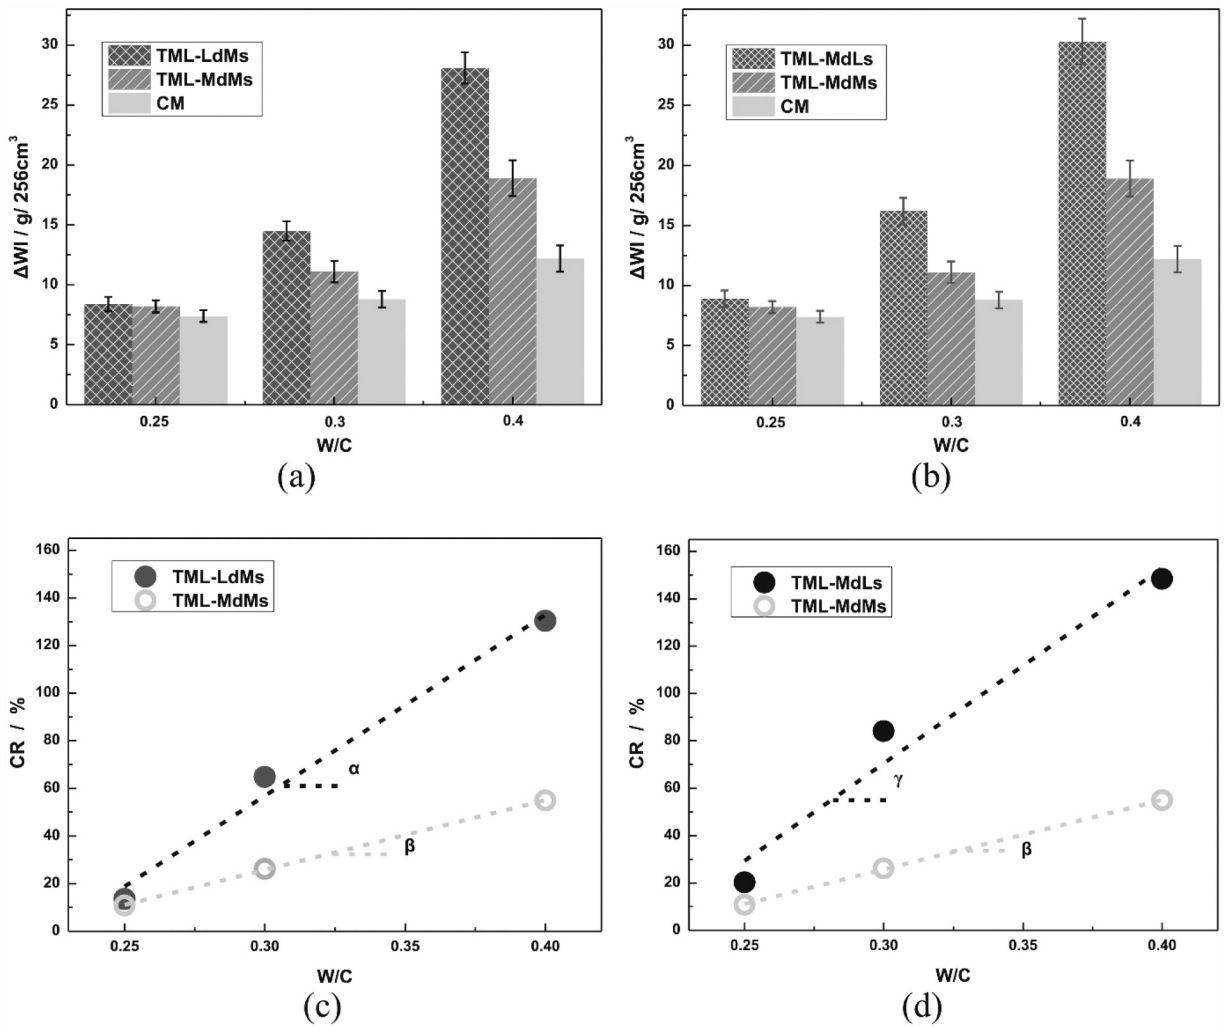 TML-LdMs
TML-MdMs
CM
ΔWI / g/ 256cm³
30
25
20
15
10
5
0
0.25 0.3 0.4
W/C
(a)
TML-MdLs
TML-MdMs
CM
ΔWI / g/ 256cm³
30
25
20
15
10
5
0
0.25 0.3 0.4
W/C
(b)
TML-LdMs
TML-MdMs
CR / %
160
140
120
100
80
60
40
20
0
α
β
0.25 0.30 0.35 0.40
W/C
(c)
TML-MdLs
TML-MdMs
CR / %
160
140
120
100
80
60
40
20
0
γ
β
0.25 0.30 0.35 0.40
W/C
(d)